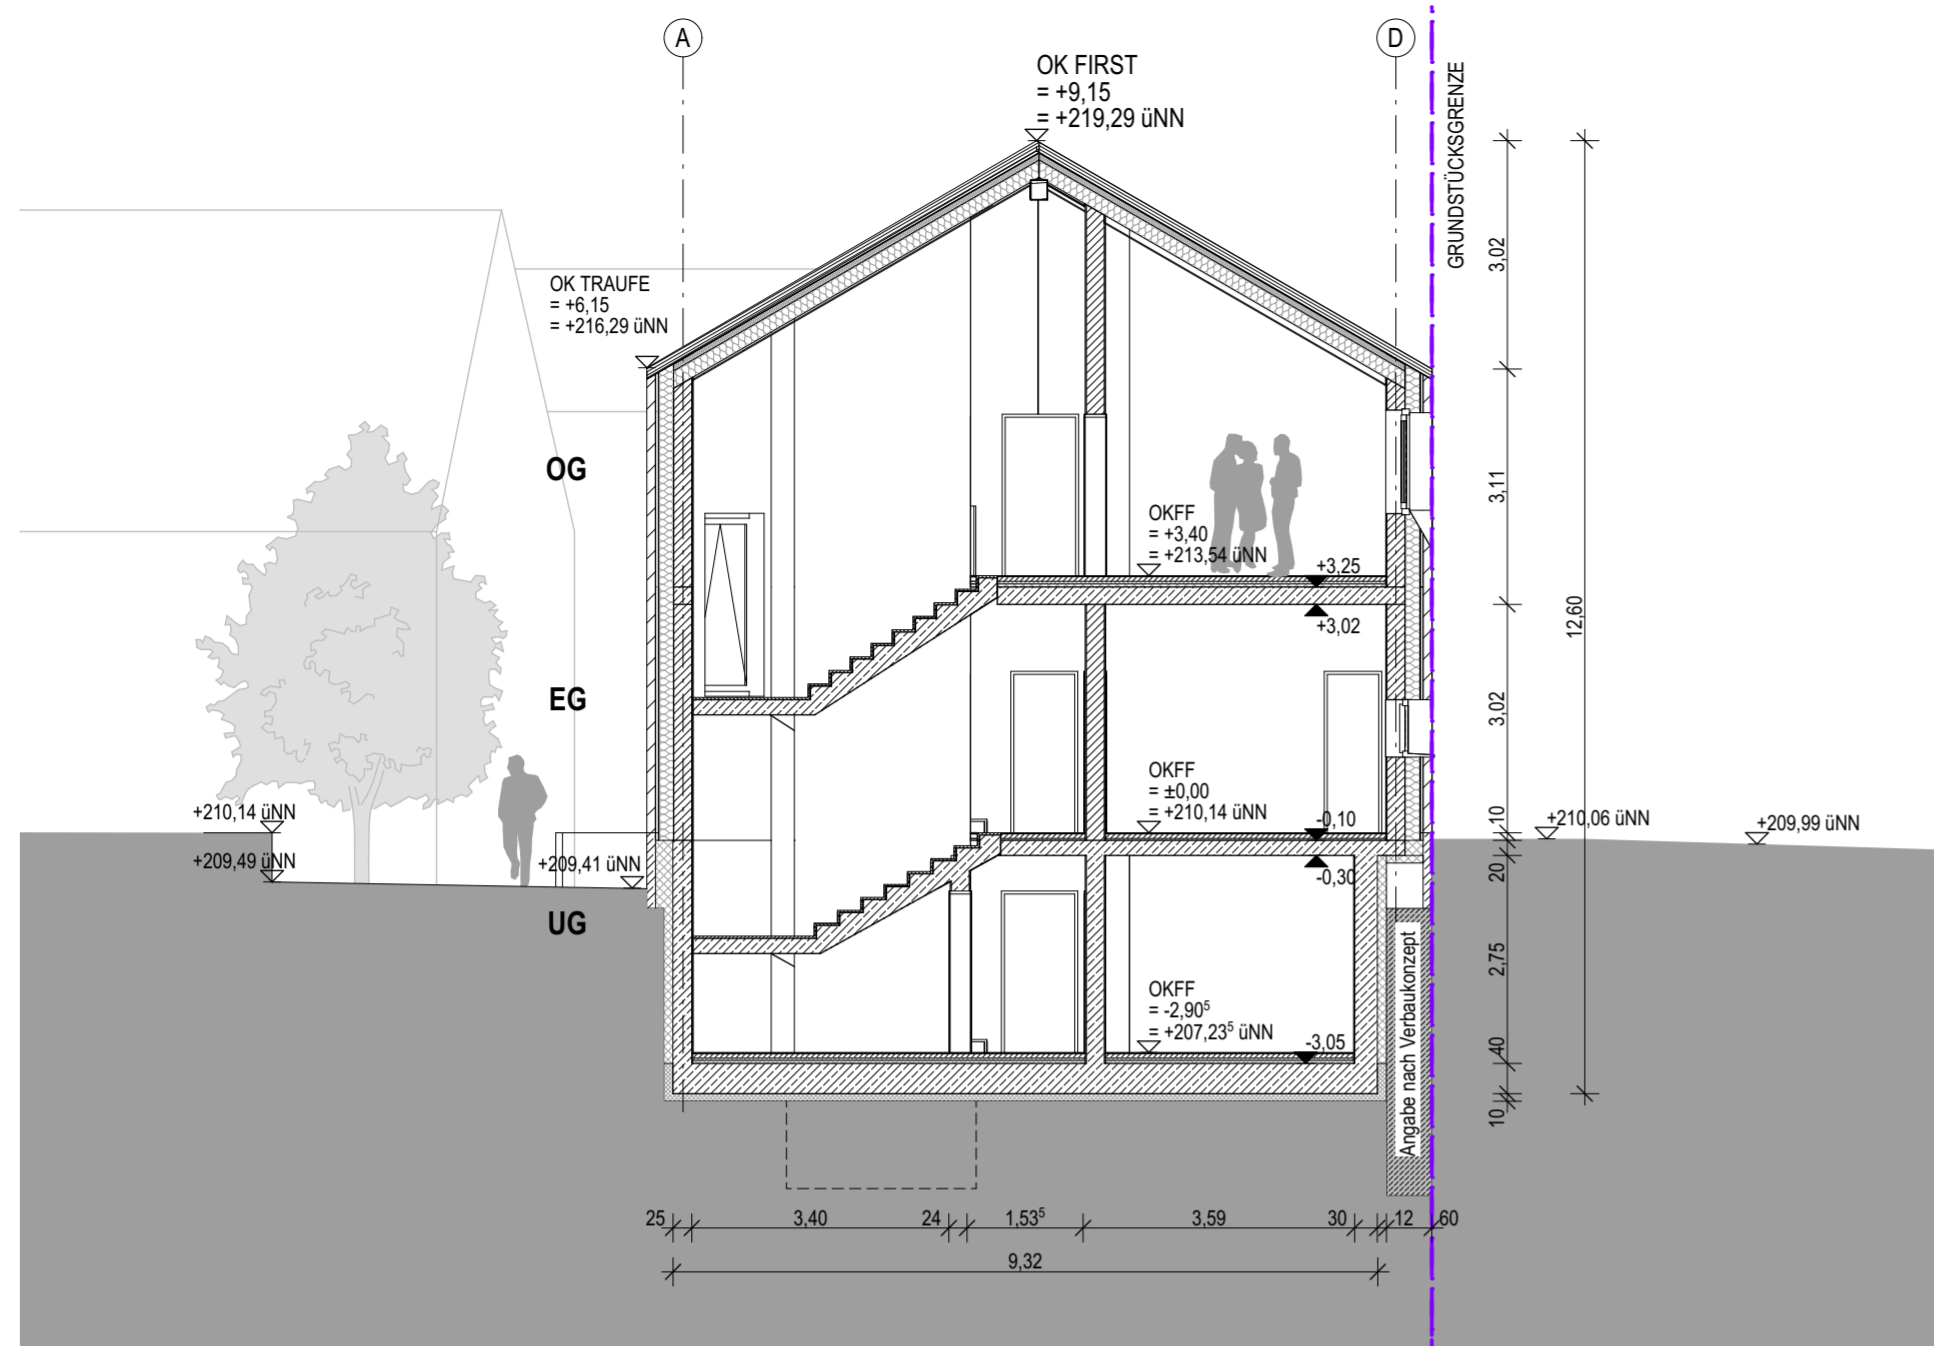 A
D
OK FIRST
= +9,15
= +219,29 üNN
GRUNDSTÜCKSGRENZE
3,02
OK TRAUFE
= +6,15
= +216,29 üNN
OG
3,11
OKFF
= +3,40
= +213,54 üNN
+3,25
+3,02
12,60
EG
3,02
OKFF
= ±0,00
= +210,14 üNN
-0,10
-0,30
10
+210,14 üNN
+209,49 üNN
+209,41 üNN
+210,06 üNN
+209,99 üNN
20
UG
2,75
OKFF
= -2,90⁵
= +207,23⁵ üNN
-3,05
40
Angabe nach Verbaukonzept
10
25
3,40
24
1,53⁵
3,59
30
12
60
9,32